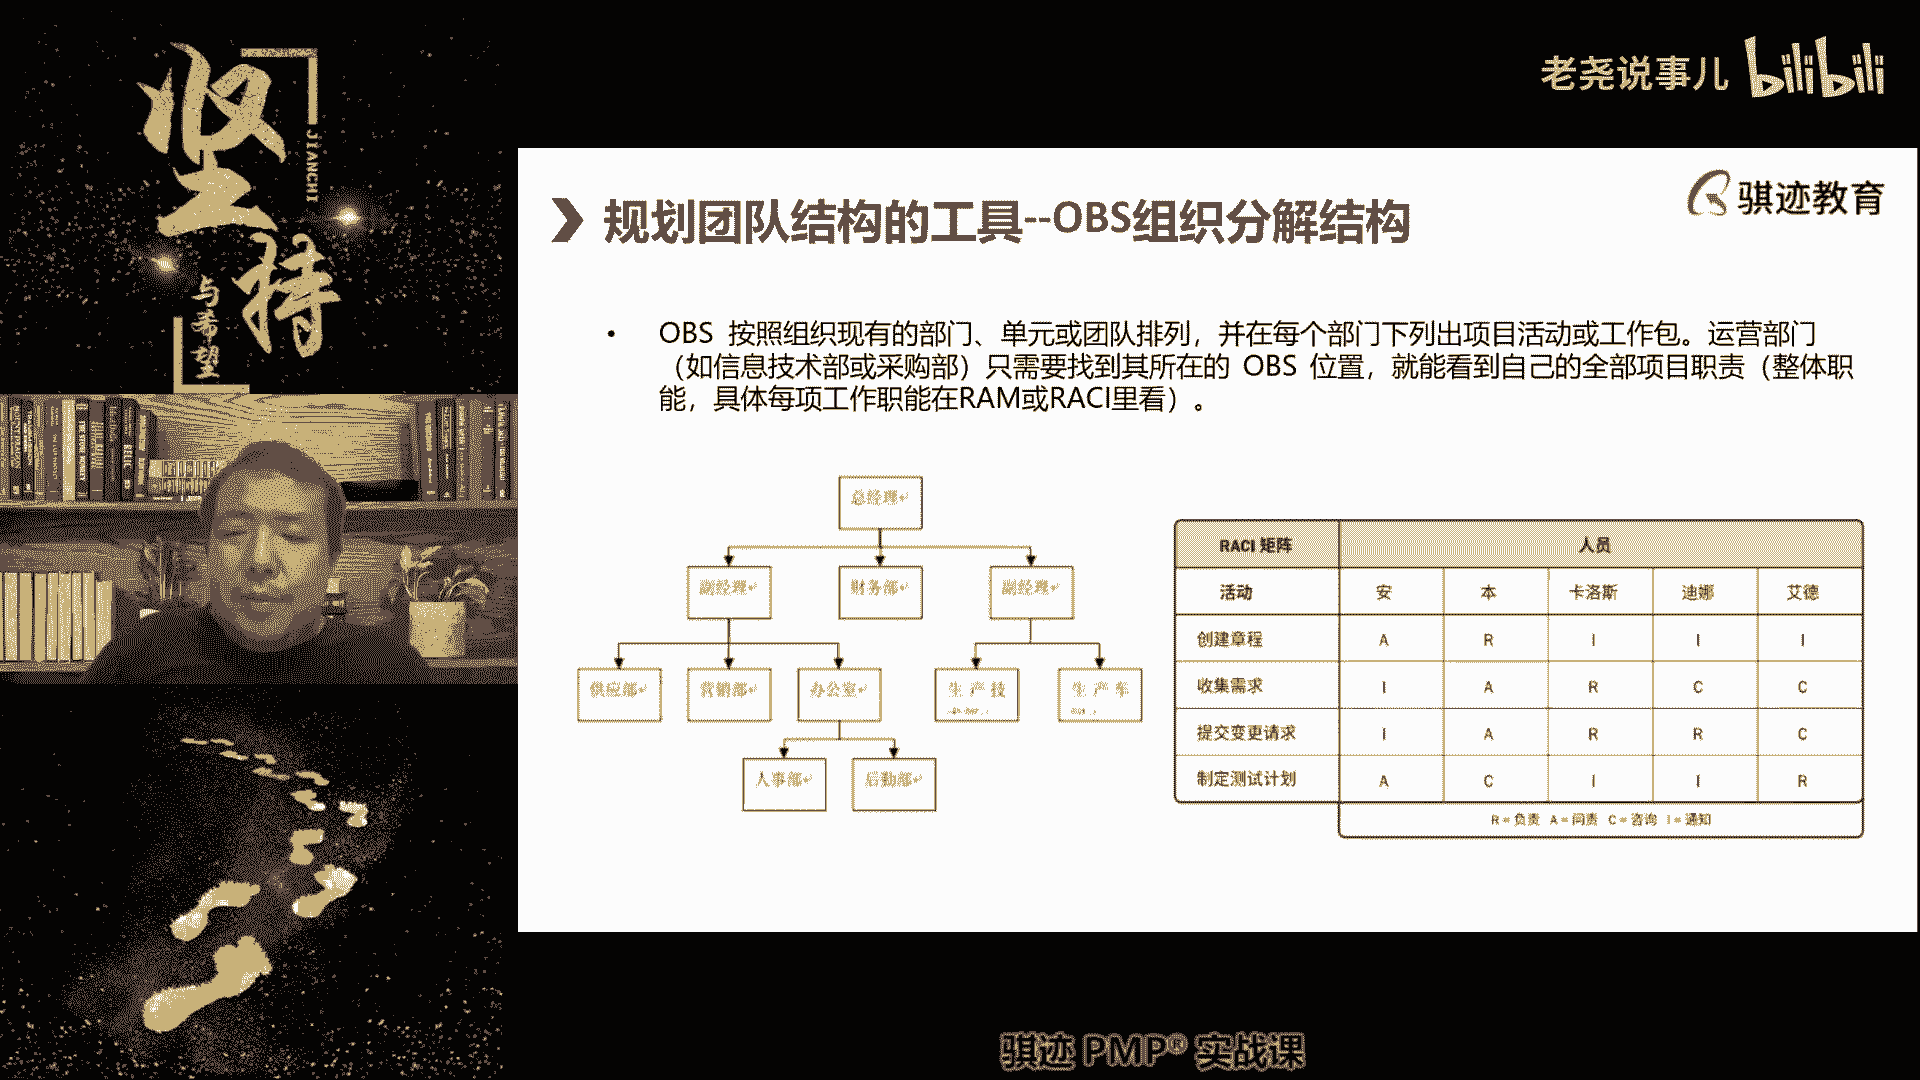 坚持
JIANCHI
与希望
老尧说事儿 bilibili
骐迹教育
规划团队结构的工具--OBS组织分解结构
• OBS 按照组织现有的部门、单元或团队排列，并在每个部门下列出项目活动或工作包。运营部门
（如信息技术部或采购部）只需要找到其所在的 OBS 位置，就能看到自己的全部项目职责（整体职
能，具体每项工作职能在RAM或RACI里看）。
总经理
副经理 财务部 副经理
供应部 营销部 办公室 生产技 生产车
人事部 后勤部
RACI 矩阵 人员
活动 安 本 卡洛斯 迪娜 艾德
创建章程 A R I I I
收集需求 I A R C C
提交变更请求 I A R R C
制定测试计划 A C I I R
R = 负责 A = 问责 C = 咨询 I = 通知
骐迹 PMP® 实战课